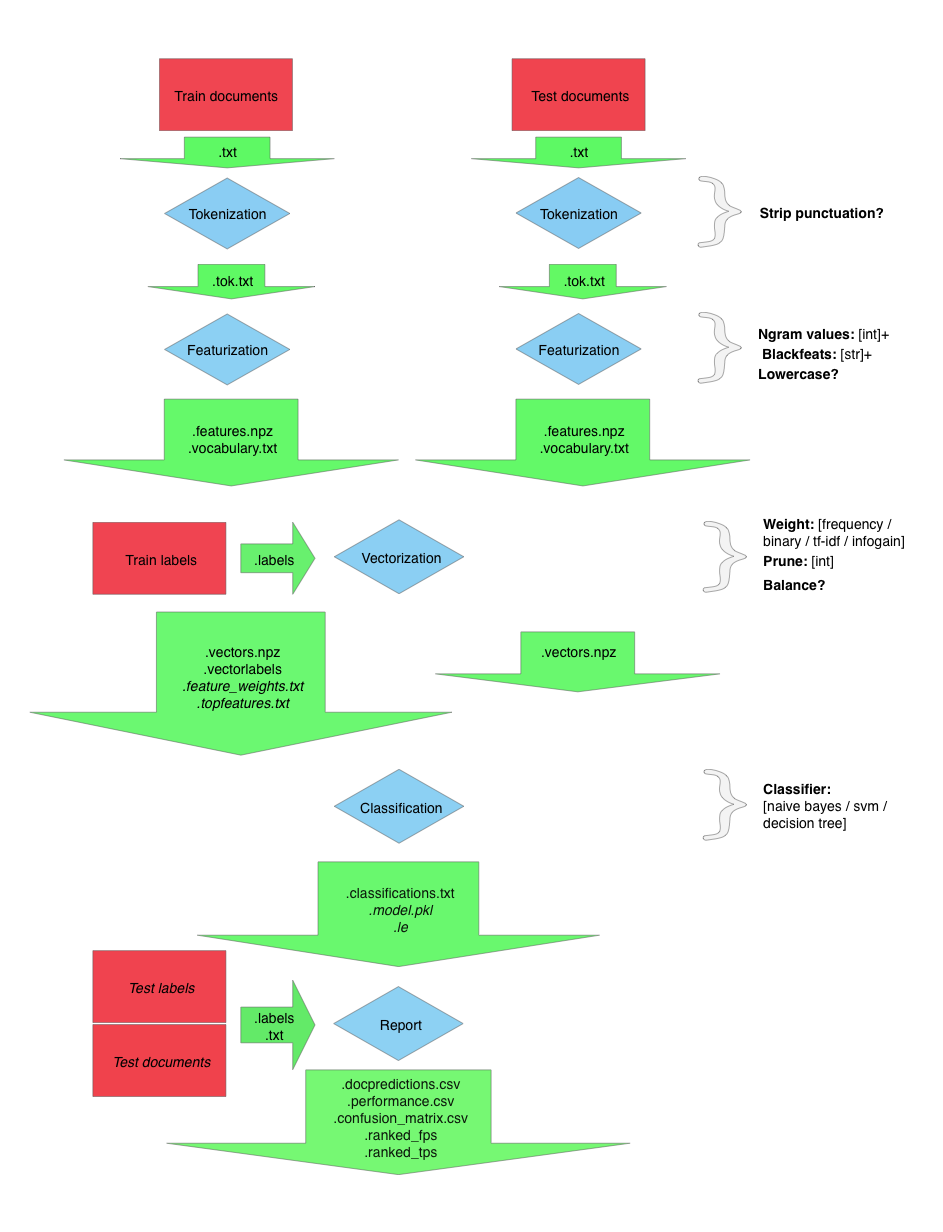 Train documents
Test documents
.txt
.txt
Tokenization
Tokenization
Strip punctuation?
.tok.txt
.tok.txt
Featurization
Featurization
Ngram values: [int]+
Blackfeats: [str]+
Lowercase?
.features.npz
.vocabulary.txt
.features.npz
.vocabulary.txt
Train labels
.labels
Vectorization
Weight: [frequency /
binary / tf-idf / infogain]
Prune: [int]
Balance?
.vectors.npz
.vectorlabels
.feature_weights.txt
.topfeatures.txt
.vectors.npz
Classification
Classifier:
[naive bayes / svm /
decision tree]
.classifications.txt
.model.pkl
.le
Test labels
Test documents
.labels
.txt
Report
.docpredictions.csv
.performance.csv
.confusion_matrix.csv
.ranked_fps
.ranked_tps